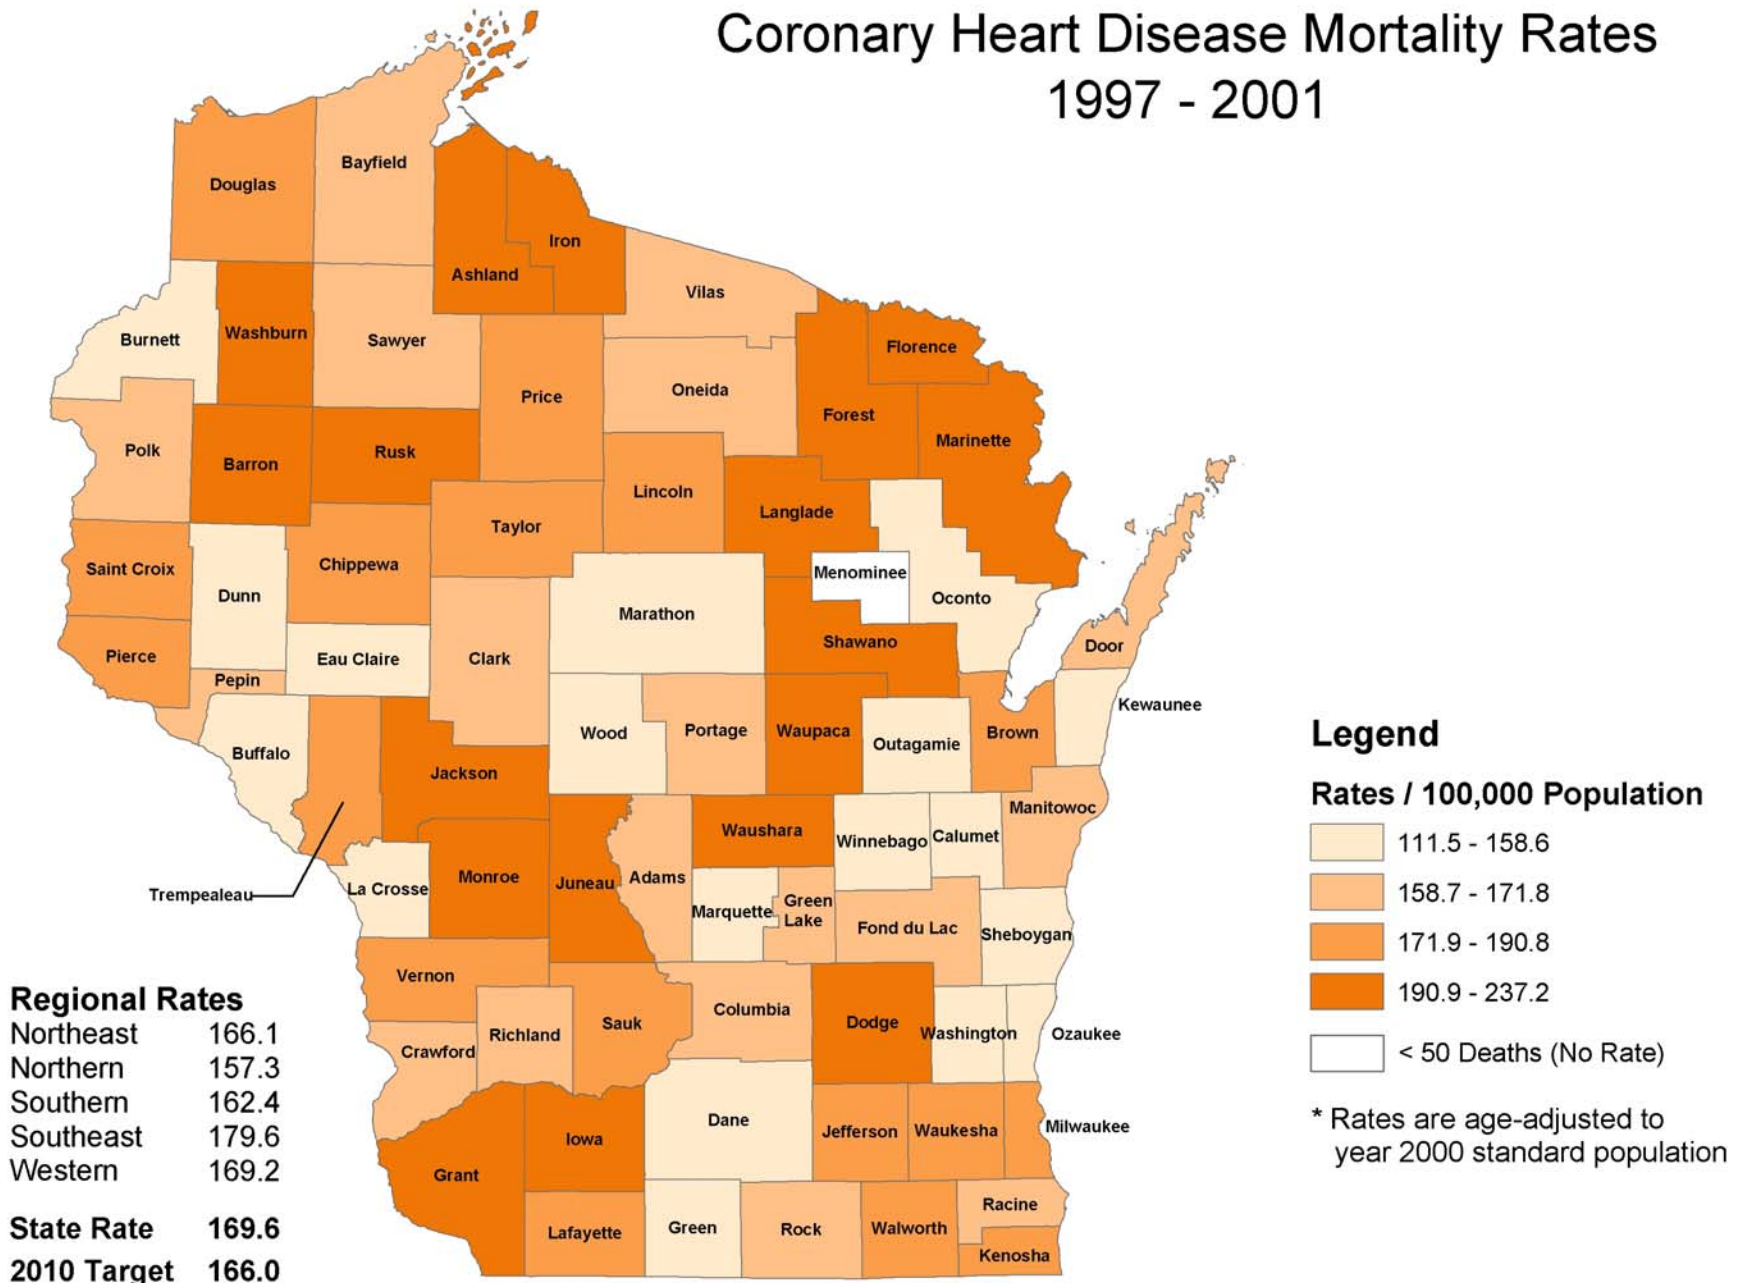 Coronary Heart Disease Mortality Rates
1997 - 2001
Bayfield
Douglas
Iron
Ashland
Vilas
Burnett
Washburn
Sawyer
Florence
Price
Oneida
Forest
Marinette
Polk
Barron
Rusk
Lincoln
Langlade
Taylor
Saint Croix
Chippewa
Menominee
Dunn
Marathon
Oconto
Shawano
Door
Pierce
Eau Claire
Clark
Pepin
Kewaunee
Buffalo
Wood
Portage
Waupaca
Outagamie
Brown
Jackson
Manitowoc
Waushara
Winnebago
Calumet
Trempealeau
La Crosse
Monroe
Juneau
Adams
Marquette
Green
Lake
Fond du Lac
Sheboygan
Vernon
Columbia
Sauk
Richland
Dodge
Washington
Ozaukee
Crawford
Dane
Iowa
Jefferson
Waukesha
Milwaukee
Grant
Lafayette
Green
Rock
Walworth
Racine
Kenosha
Legend
Rates / 100,000 Population
111.5 - 158.6
158.7 - 171.8
171.9 - 190.8
190.9 - 237.2
< 50 Deaths (No Rate)
* Rates are age-adjusted to
year 2000 standard population
Regional Rates
Northeast 166.1
Northern 157.3
Southern 162.4
Southeast 179.6
Western 169.2
State Rate 169.6
2010 Target 166.0